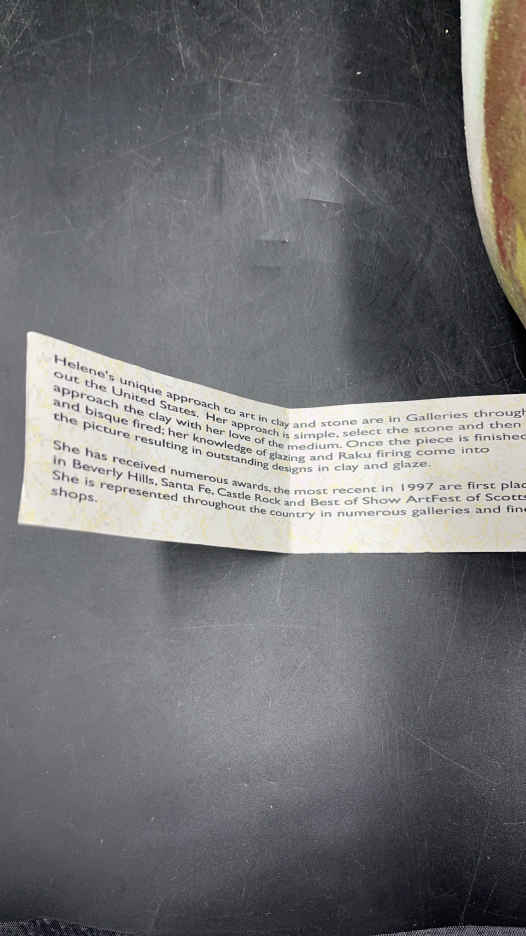 Helene's unique approach to art in clay and stone are in Galleries through
out the United States. Her approach is simple, select the stone and then
approach the clay with her love of the medium. Once the piece is finished
and bisque fired; her knowledge of glazing and Raku firing come into
the picture resulting in outstanding designs in clay and glaze.
She has received numerous awards, the most recent in 1997 are first plac
in Beverly Hills, Santa Fe, Castle Rock and Best of Show ArtFest of Scotts
She is represented throughout the country in numerous galleries and fine
shops.